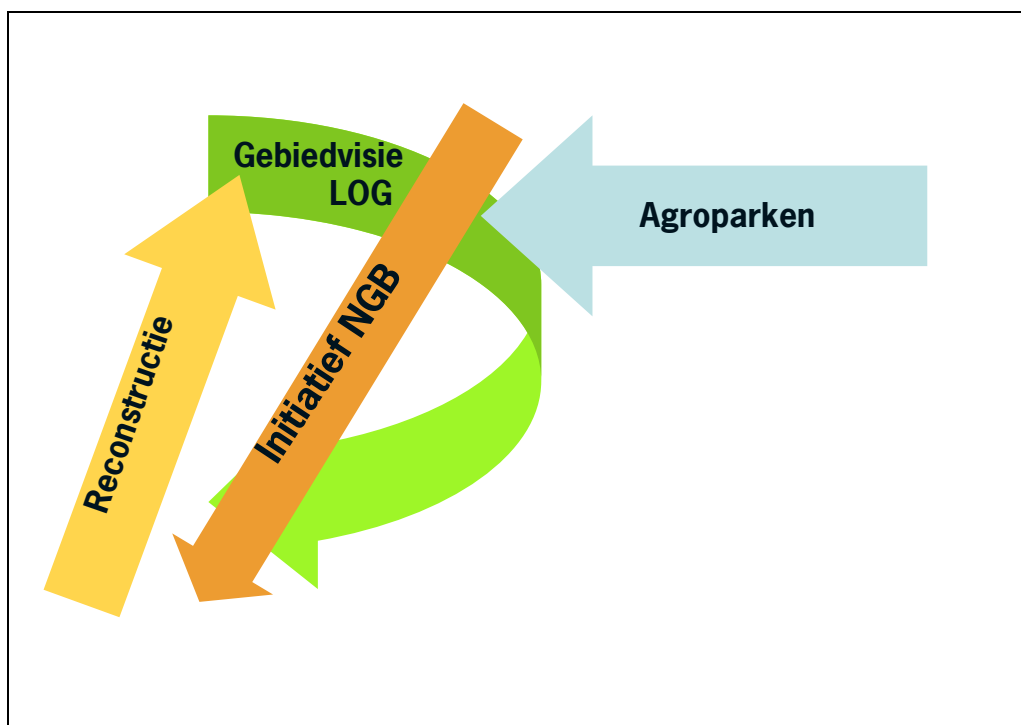 Gebiedvisie
LOG
Agroparken
Initiatief NGB
Reconstructie